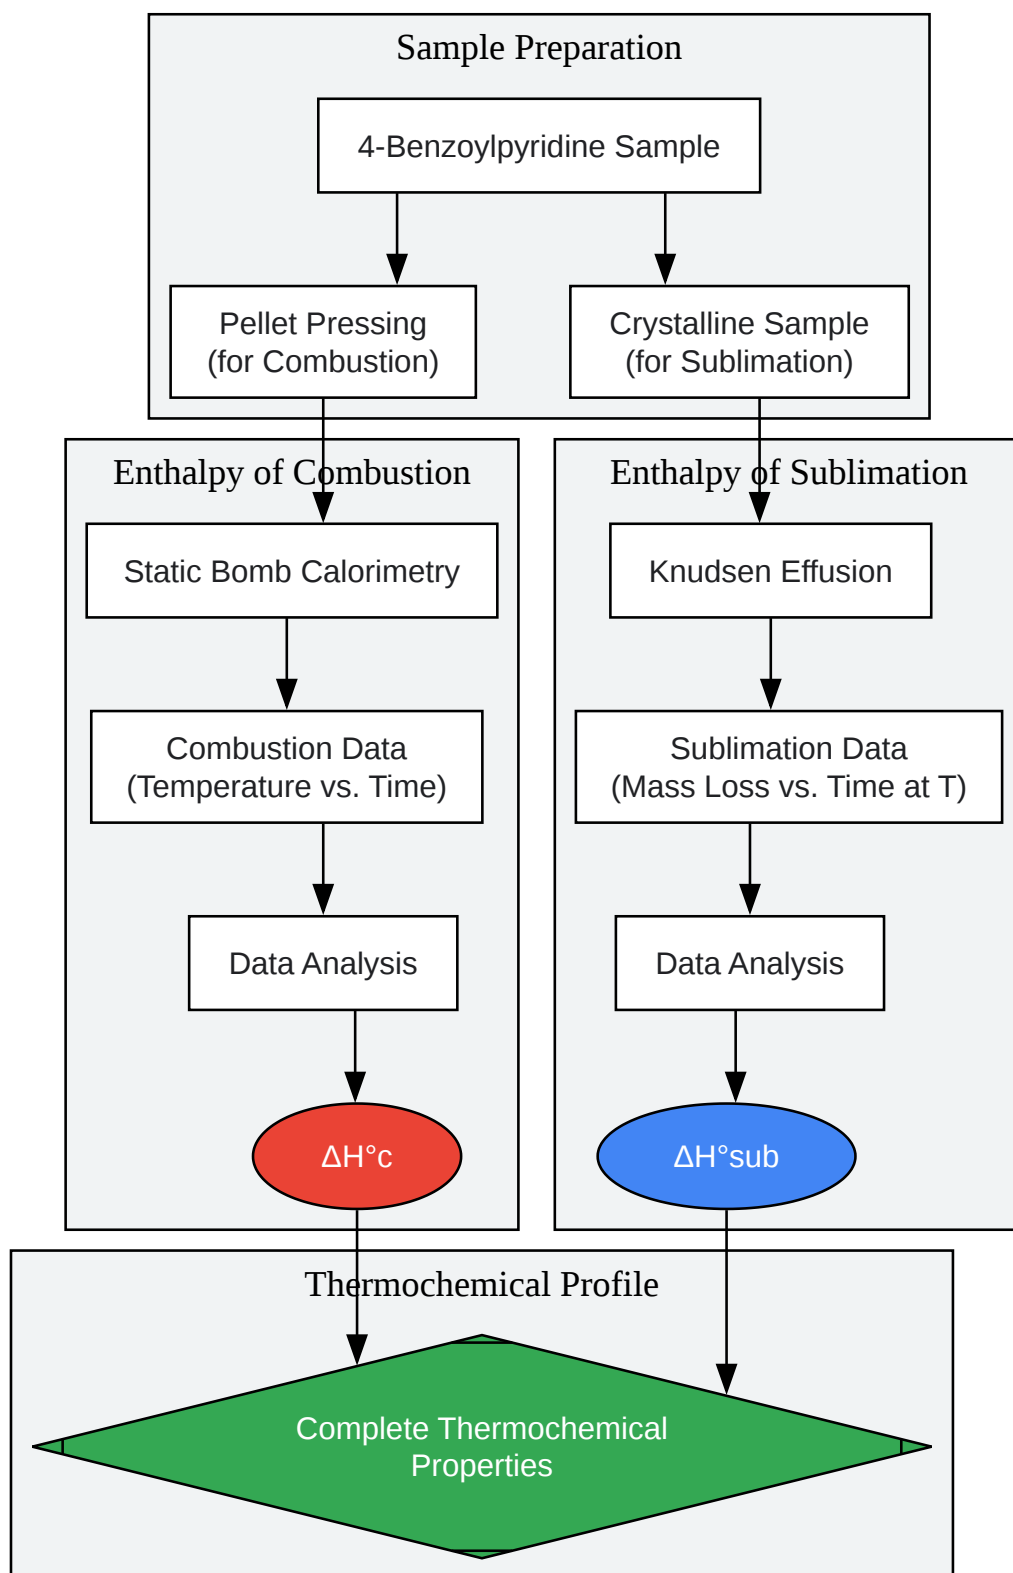 Sample Preparation
4-Benzoylpyridine Sample
Pellet Pressing
(for Combustion)
Crystalline Sample
(for Sublimation)
Enthalpy of Combustion
Static Bomb Calorimetry
Combustion Data
(Temperature vs. Time)
Data Analysis
ΔH°c
Enthalpy of Sublimation
Knudsen Effusion
Sublimation Data
(Mass Loss vs. Time at T)
Data Analysis
ΔH°sub
Thermochemical Profile
Complete Thermochemical
Properties